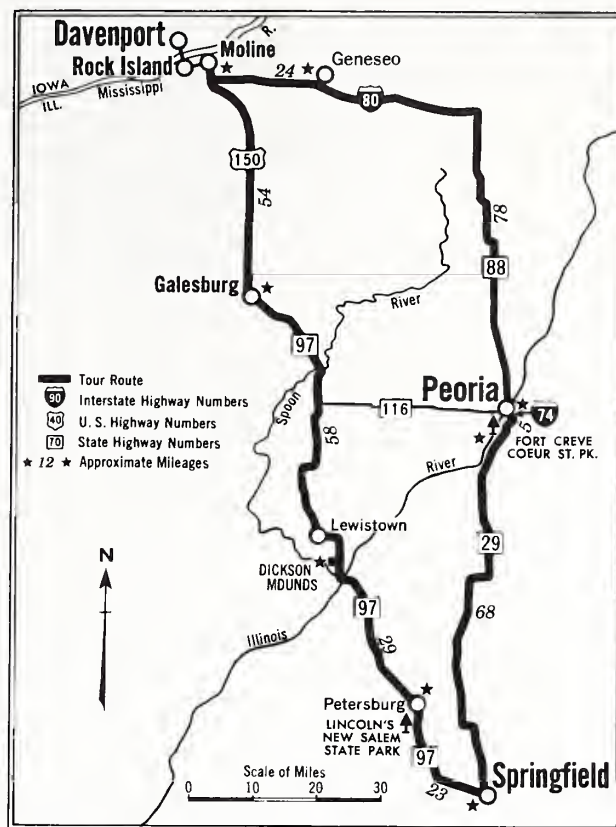 Davenport
Moline
R.
Rock Island
24
Geneseo
IOWA
ILL.
Mississippi
80
150
54
78
88
Galesburg
River
97
Tour Route
90 Interstate Highway Numbers
40 U.S. Highway Numbers
70 State Highway Numbers
★ 12 ★ Approximate Mileages
Spoon
58
116
Peoria
5
74
FORT CREVE
COEUR ST. PK.
River
N
Lewistown
DICKSON
MDUNDS
29
97
29
68
Illinois
Petersburg
LINCOLN'S
NEW SALEM
STATE PARK
97
23
Springfield
Scale of Miles
0 10 20 30